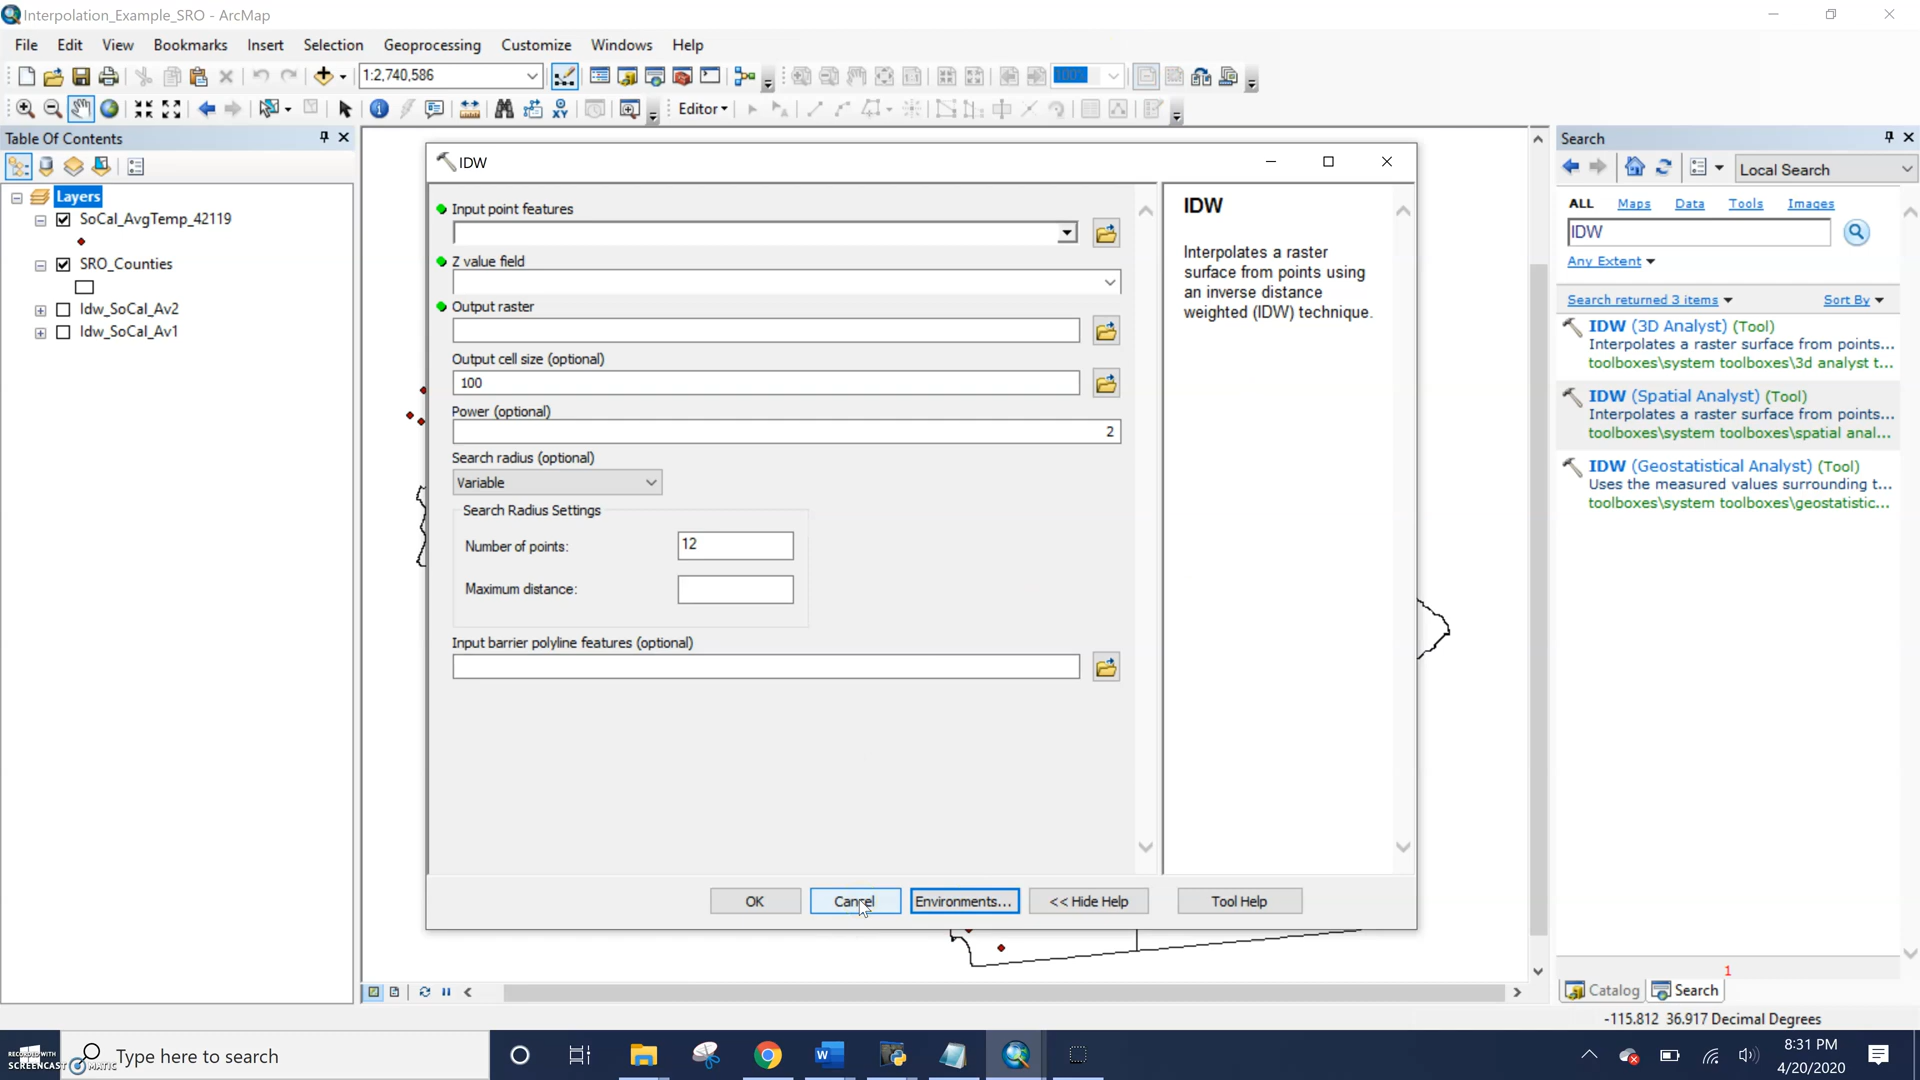 Interpolation_Example_SRO - ArcMap
File Edit View Bookmarks Insert Selection Geoprocessing Customize Windows Help
1:2,740,586
100%
Editor
Table Of Contents
Layers
SoCal_AvgTemp_42119
SRO_Counties
Idw_SoCal_Av2
Idw_SoCal_Av1
IDW
Input point features
Z value field
Output raster
Output cell size (optional)
100
Power (optional)
2
Search radius (optional)
Variable
Search Radius Settings
Number of points:
12
Maximum distance:
Input barrier polyline features (optional)
OK Cancel Environments... << Hide Help Tool Help
IDW
Interpolates a raster
surface from points using
an inverse distance
weighted (IDW) technique.
Search
Local Search
ALL Maps Data Tools Images
IDW
Any Extent
Search returned 3 items Sort By
IDW (3D Analyst) (Tool)
Interpolates a raster surface from points...
toolboxes\system toolboxes\3d analyst t...
IDW (Spatial Analyst) (Tool)
Interpolates a raster surface from points...
toolboxes\system toolboxes\spatial anal...
IDW (Geostatistical Analyst) (Tool)
Uses the measured values surrounding t...
toolboxes\system toolboxes\geostatistic...
1
Catalog Search
-115.812 36.917 Decimal Degrees
RECORDED WITH
SCREENCAST-O-MATIC
Type here to search
8:31 PM
4/20/2020